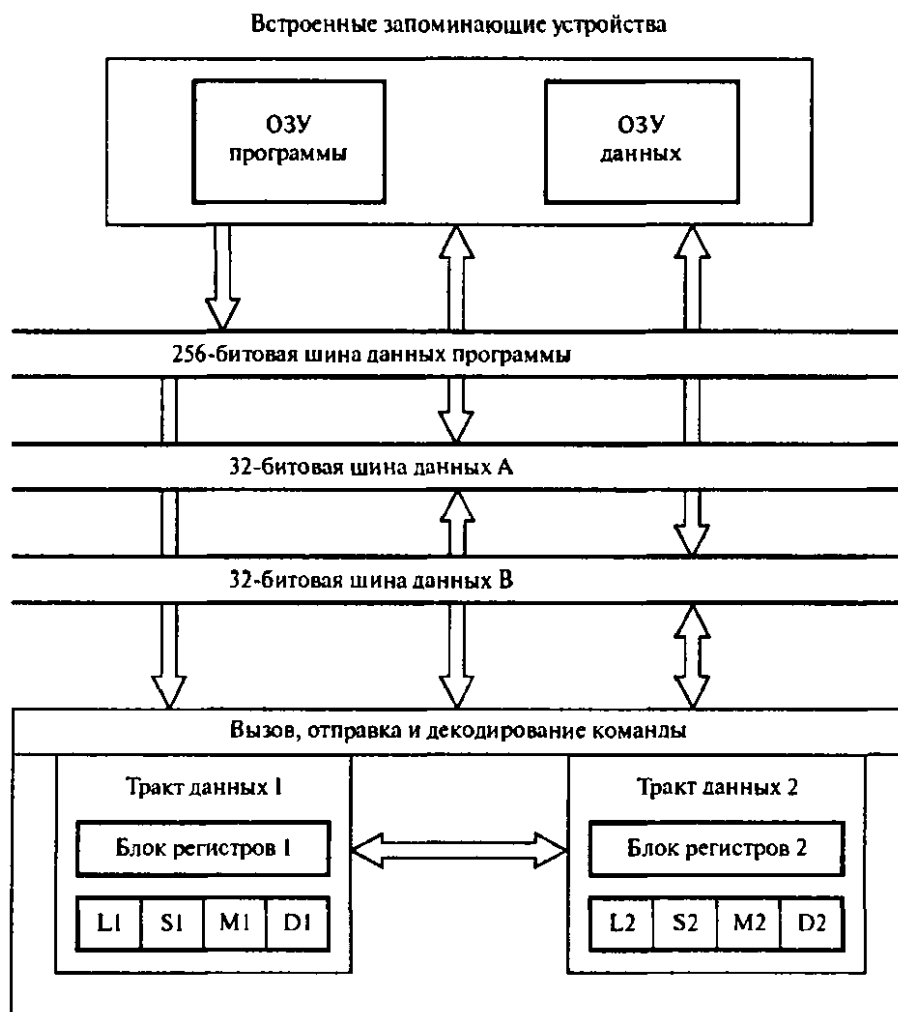 Встроенные запоминающие устройства
ОЗУ
программы
ОЗУ
данных
256-битовая шина данных программы
32-битовая шина данных А
32-битовая шина данных В
Вызов, отправка и декодирование команды
Тракт данных 1
Тракт данных 2
Блок регистров 1
Блок регистров 2
L1 S1 M1 D1
L2 S2 M2 D2